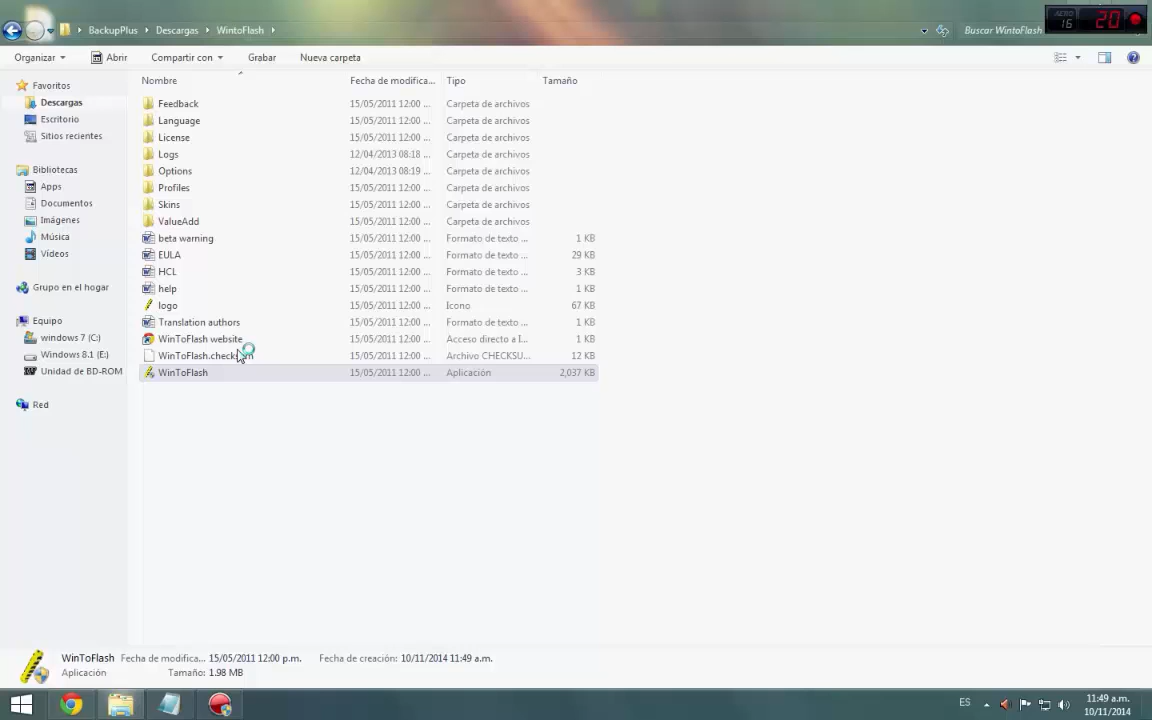 BackupPlus Descargas WintoFlash
Buscar WintoFlash
AERO
16
20
Organizar Abrir Compartir con Grabar Nueva carpeta
Favoritos
Descargas
Escritorio
Sitios recientes
Bibliotecas
Apps
Documentos
Imágenes
Música
Vídeos
Grupo en el hogar
Equipo
windows 7 (C:)
Windows 8.1 (E:)
Unidad de BD-ROM
Red
Nombre Fecha de modifica... Tipo Tamaño
Feedback 15/05/2011 12:00 ... Carpeta de archivos
Language 15/05/2011 12:00 ... Carpeta de archivos
License 15/05/2011 12:00 ... Carpeta de archivos
Logs 12/04/2013 08:18 ... Carpeta de archivos
Options 12/04/2013 08:19 ... Carpeta de archivos
Profiles 15/05/2011 12:00 ... Carpeta de archivos
Skins 15/05/2011 12:00 ... Carpeta de archivos
ValueAdd 15/05/2011 12:00 ... Carpeta de archivos
beta warning 15/05/2011 12:00 ... Formato de texto ... 1 KB
EULA 15/05/2011 12:00 ... Formato de texto ... 29 KB
HCL 15/05/2011 12:00 ... Formato de texto ... 3 KB
help 15/05/2011 12:00 ... Formato de texto ... 1 KB
logo 15/05/2011 12:00 ... Icono 67 KB
Translation authors 15/05/2011 12:00 ... Formato de texto ... 1 KB
WinToFlash website 15/05/2011 12:00 ... Acceso directo a I... 1 KB
WinToFlash.checksum 15/05/2011 12:00 ... Archivo CHECKSU... 12 KB
WinToFlash 15/05/2011 12:00 ... Aplicación 2,037 KB
WinToFlash Fecha de modifica... 15/05/2011 12:00 p.m. Fecha de creación: 10/11/2014 11:49 a.m.
Aplicación Tamaño: 1.98 MB
ES
11:49 a.m.
10/11/2014